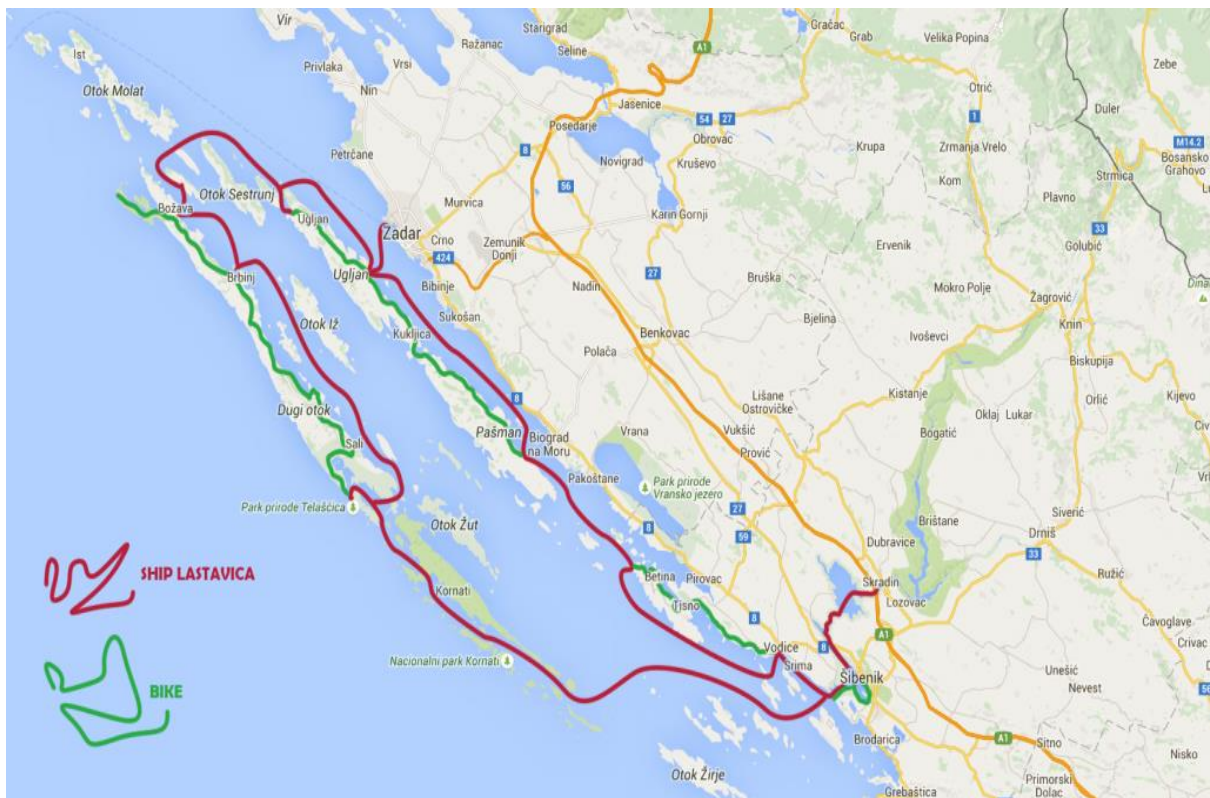 Vir
Ist
Otok Molat
Ražanac
Starigrad
Seline
Gračac
Grab
Velika Popina
Zebe
Privlaka
Vrsi
Nin
A1
Jasenice
Otrić
Duler
Posedarje
54
27
Obrovac
1
Petrčane
8
Novigrad
Kruševo
Krupa
Zmanja Vrelo
M14.2
Bosansko
Grahovo
Kom
Plavno
Strmica
Otok Sestrunj
56
Murvica
Karin Gornji
33
Božava
Ugljan
Zadar
Crno
Zemunik
Donji
Ervenik
Golubić
424
27
Brbinj
Ugljan
Bibinje
Nadin
Bruška
Mokro Polje
Žagrović
Sukošan
Otok Iž
Kukljica
Benkovac
Bjelina
Ivoševci
Knin
Polača
Biskupija
8
Lišane
Ostrovičke
Kistanje
Orlić
Kijevo
Dugi otok
Oklaj
Lukar
Pašman
Biograd
na Moru
Vrana
Vukšić
Bogatić
Sali
Prović
Pakoštane
Park prirode
Vransko jezero
Park prirode Telašćica
27
Siverić
Otok Žut
8
59
Brištane
Drniš
Dubravice
33
SHIP LASTAVICA
Betina
Pirovac
Skradin
Ružić
Kornati
Tisno
Lozovac
8
A1
Čavoglave
Crivac
BIKE
Vodice
8
Nacionalni park Kornati
Srima
Šibenik
Unešić
Nevest
56
Brodarica
A1
Sitno
Nisko
Otok Žirje
Primorski
Dolac
Grebaštica